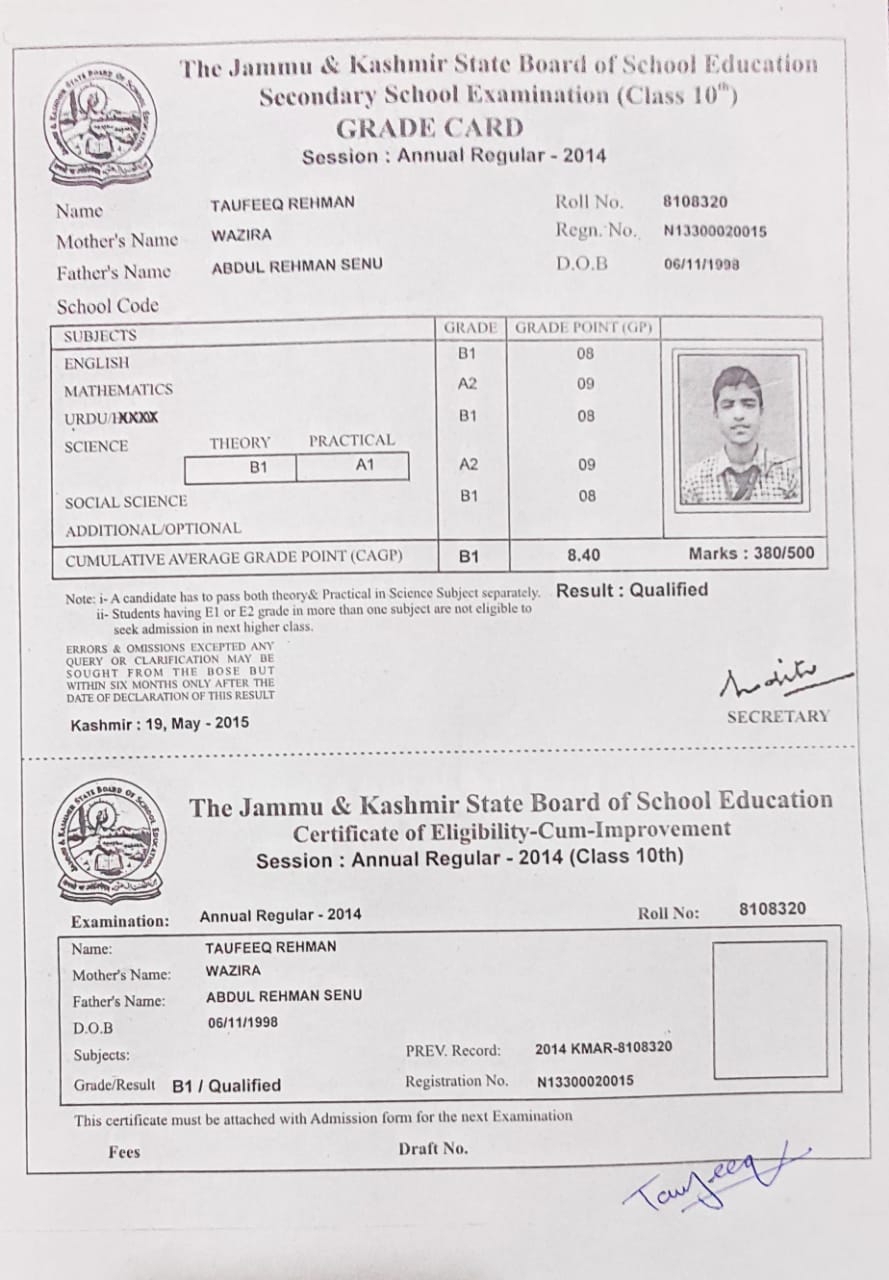 The Jammu & Kashmir State Board of School Education
Secondary School Examination (Class 10th)
GRADE CARD
Session : Annual Regular - 2014
Name TAUFEEQ REHMAN Roll No. 8108320
Mother's Name WAZIRA Regn. No. N13300020015
Father's Name ABDUL REHMAN SENU D.O.B 06/11/1998
School Code
SUBJECTS GRADE GRADE POINT (GP)
ENGLISH B1 08
MATHEMATICS A2 09
URDU/HXXXX B1 08
SCIENCE THEORY PRACTICAL
B1 A1 A2 09
SOCIAL SCIENCE B1 08
ADDITIONAL/OPTIONAL
CUMULATIVE AVERAGE GRADE POINT (CAGP) B1 8.40 Marks : 380/500
Note: i- A candidate has to pass both theory& Practical in Science Subject separately. Result : Qualified
ii- Students having E1 or E2 grade in more than one subject are not eligible to
seek admission in next higher class.
ERRORS & OMISSIONS EXCEPTED ANY
QUERY OR CLARIFICATION MAY BE
SOUGHT FROM THE BOSE BUT
WITHIN SIX MONTHS ONLY AFTER THE
DATE OF DECLARATION OF THIS RESULT
Kashmir : 19, May - 2015
SECRETARY
The Jammu & Kashmir State Board of School Education
Certificate of Eligibility-Cum-Improvement
Session : Annual Regular - 2014 (Class 10th)
Examination: Annual Regular - 2014 Roll No: 8108320
Name: TAUFEEQ REHMAN
Mother's Name: WAZIRA
Father's Name: ABDUL REHMAN SENU
D.O.B 06/11/1998
Subjects: PREV. Record: 2014 KMAR-8108320
Grade/Result B1 / Qualified Registration No. N13300020015
This certificate must be attached with Admission form for the next Examination
Fees Draft No.
Taufeeq